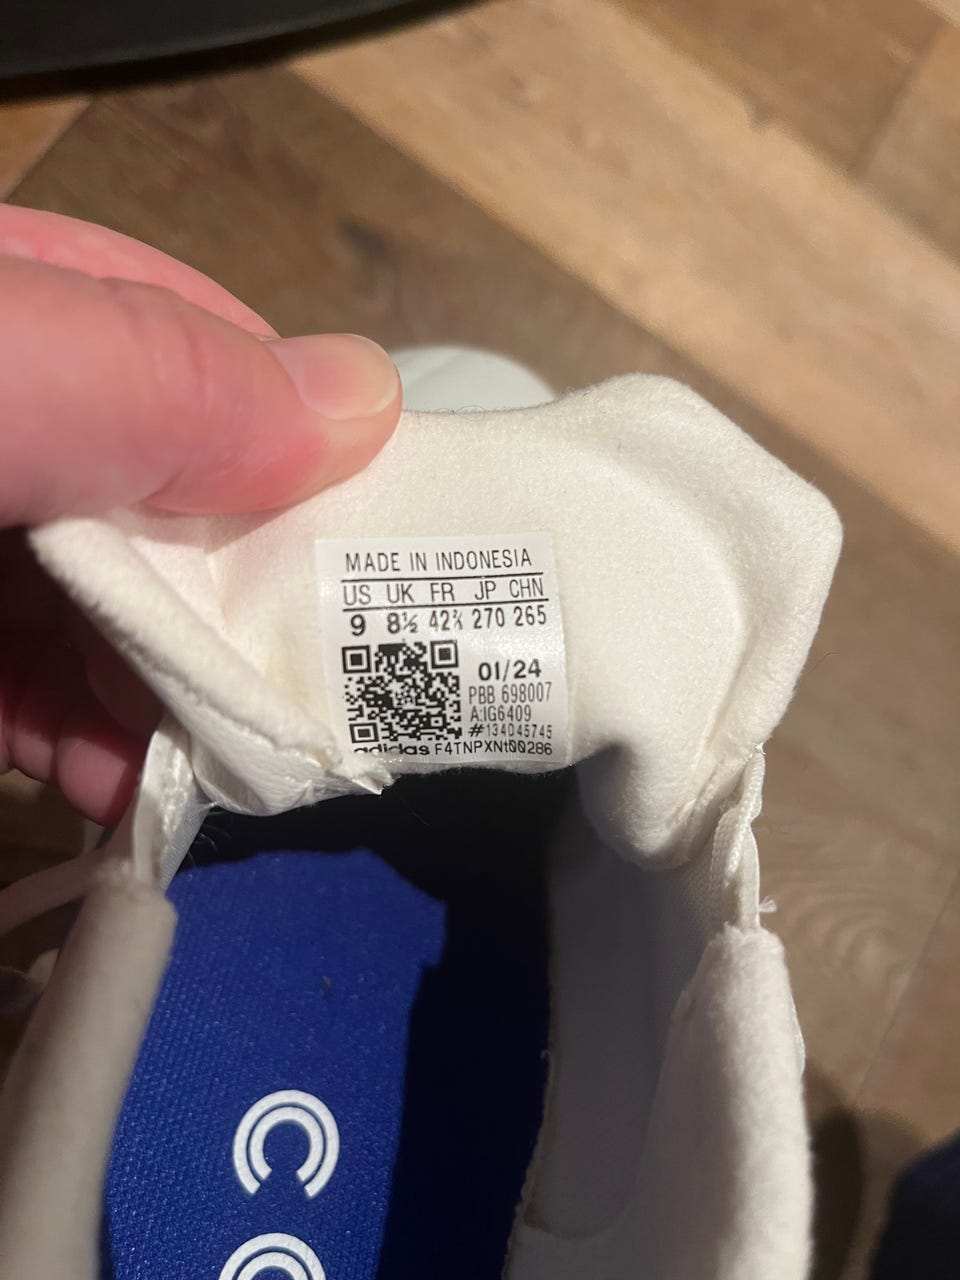 MADE IN INDONESIA
US UK FR JP CHN
9 8½ 42⅔ 270 265
01/24
PBB 698007
A:IG6409
#134D45745
adidas F4TNPXNt00286
C
C